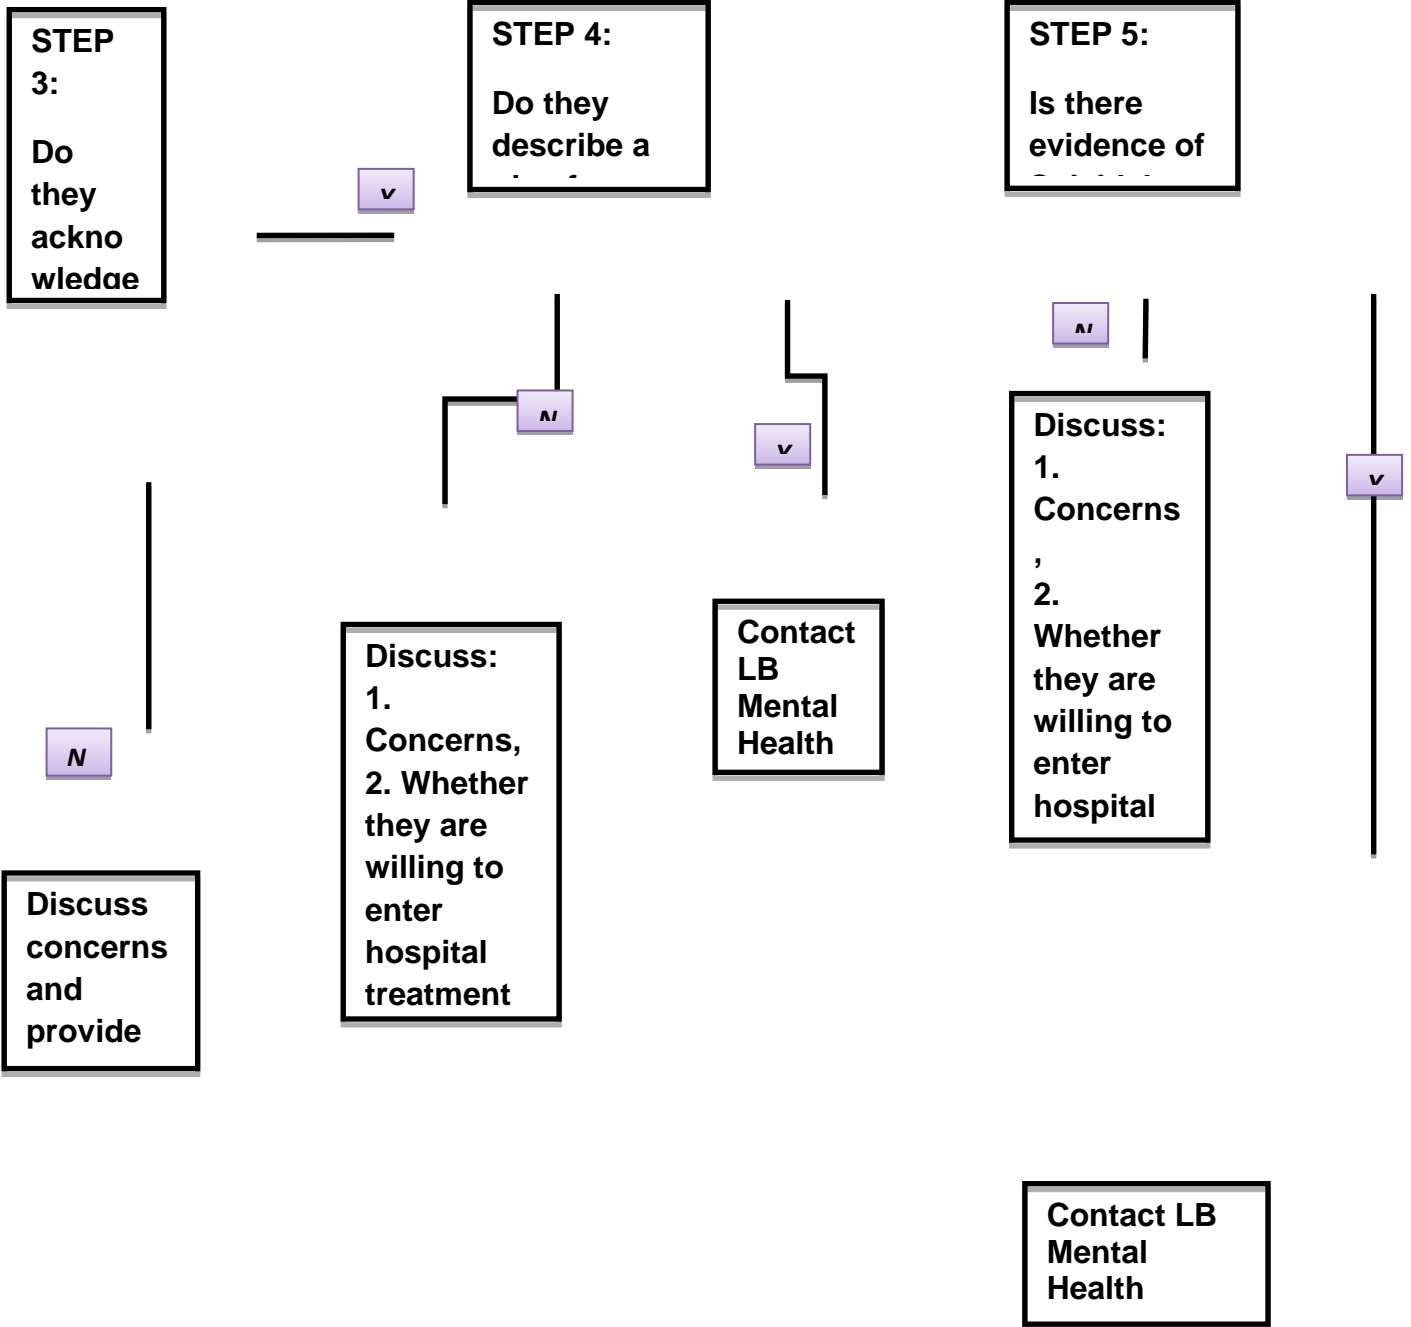 STEP
3:
Do
they
ackno
wledge
STEP 4:
Do they
describe a
STEP 5:
Is there
evidence of
N
Discuss:
1.
Concerns,
2. Whether
they are
willing to
enter
hospital
treatment
Contact
LB
Mental
Health
Discuss:
1.
Concerns
,
2.
Whether
they are
willing to
enter
hospital
Discuss
concerns
and
provide
Contact LB
Mental
Health